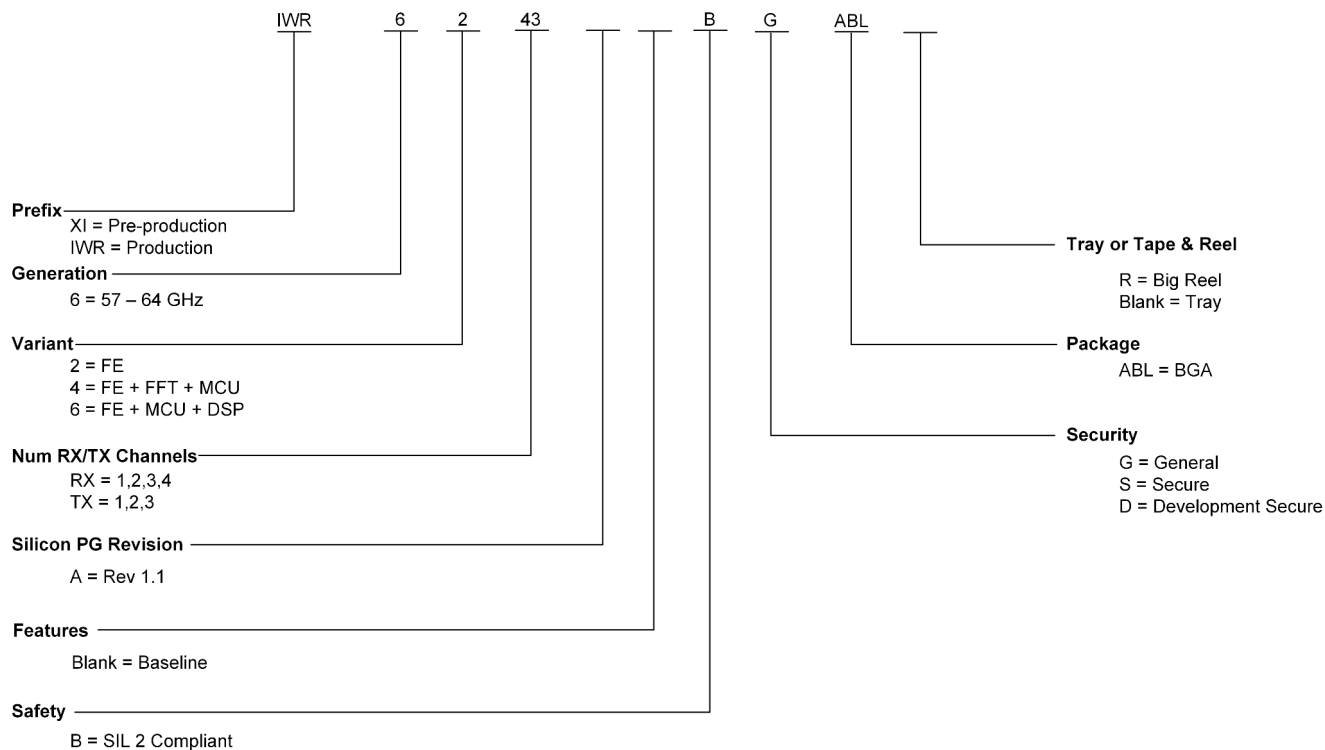 IWR 6 2 43 B G ABL
Prefix
XI = Pre-production
IWR = Production
Generation
6 = 57 – 64 GHz
Variant
2 = FE
4 = FE + FFT + MCU
6 = FE + MCU + DSP
Num RX/TX Channels
RX = 1,2,3,4
TX = 1,2,3
Silicon PG Revision
A = Rev 1.1
Features
Blank = Baseline
Safety
B = SIL 2 Compliant
Tray or Tape & Reel
R = Big Reel
Blank = Tray
Package
ABL = BGA
Security
G = General
S = Secure
D = Development Secure